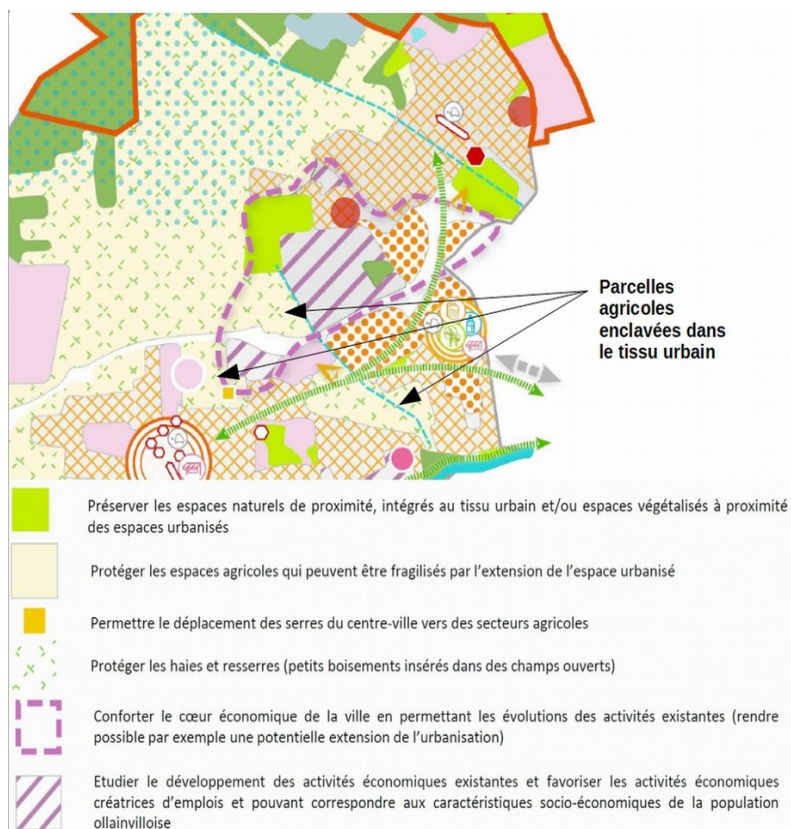 Parcelles
agricoles
enclavées dans
le tissu urbain
Préserver les espaces naturels de proximité, intégrés au tissu urbain et/ou espaces végétalisés à proximité
des espaces urbanisés
Protéger les espaces agricoles qui peuvent être fragilisés par l'extension de l'espace urbanisé
Permettre le déplacement des serres du centre-ville vers des secteurs agricoles
Protéger les haies et resserres (petits boisements insérés dans des champs ouverts)
Conforter le cœur économique de la ville en permettant les évolutions des activités existantes (rendre
possible par exemple une potentielle extension de l'urbanisation)
Etudier le développement des activités économiques existantes et favoriser les activités économiques
créatrices d'emplois et pouvant correspondre aux caractéristiques socio-économiques de la population
ollainvilloise